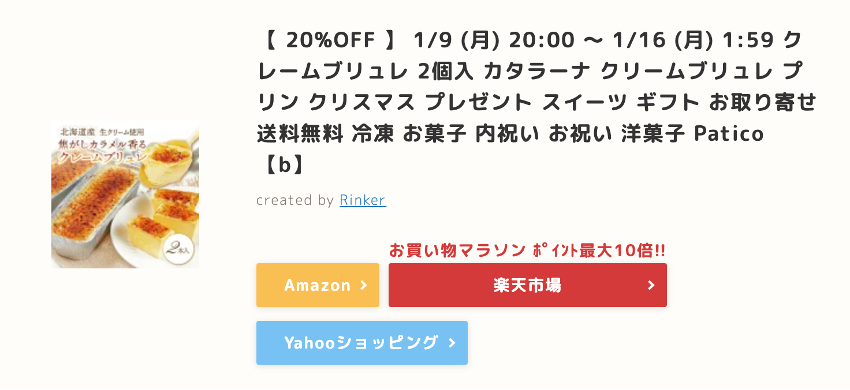 【 20%OFF 】 1/9 (月) 20:00 〜 1/16 (月) 1:59 ク
レームブリュレ 2個入 カタラーナ クリームブリュレ プ
リン クリスマス プレゼント スイーツ ギフト お取り寄せ
送料無料 冷凍 お菓子 内祝い お祝い 洋菓子 Patico
【b】
created by Rinker
北海道産 生クリーム使用
焦がしカラメル香る
クレームブリュレ
2本入
お買い物マラソン ﾎﾟｲﾝﾄ最大10倍!!
Amazon
楽天市場
Yahooショッピング